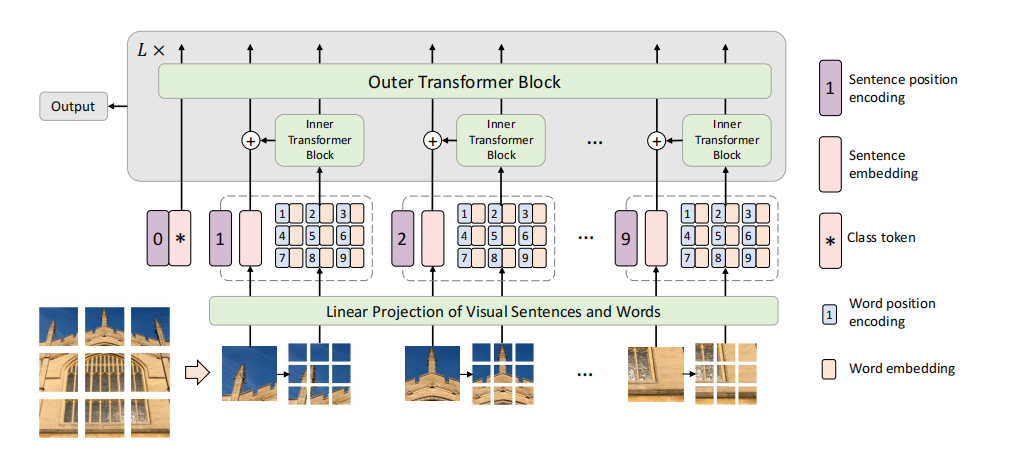 L ×
Outer Transformer Block
Output
Inner
Transformer
Block
Inner
Transformer
Block
...
Inner
Transformer
Block
+
+
+
0 *
1
1 2 3
4 5 6
7 8 9
2
1 2 3
4 5 6
7 8 9
...
9
1 2 3
4 5 6
7 8 9
Linear Projection of Visual Sentences and Words
...
1
Sentence position
encoding
Sentence
embedding
*
Class token
1
Word position
encoding
Word embedding